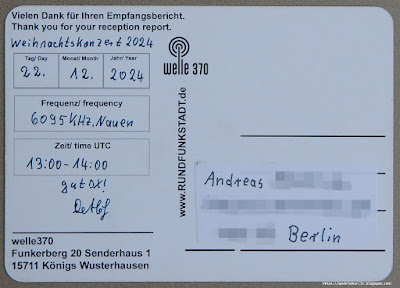 Vielen Dank für Ihren Empfangsbericht.
Thank you for your reception report.
Weihnachtskonzert 2024
Tag/ Day Monat/ Month Jahr/ Year
22. 12. 2024
Frequenz/ frequency
6095 KHz, Nauen
Zeit/ time UTC
13:00-14:00
gut DX!
Detlef
welle370
Funkerberg 20 Senderhaus 1
15711 Königs Wusterhausen
welle 370
www.RUNDFUNKSTADT.de
Andreas
Berlin